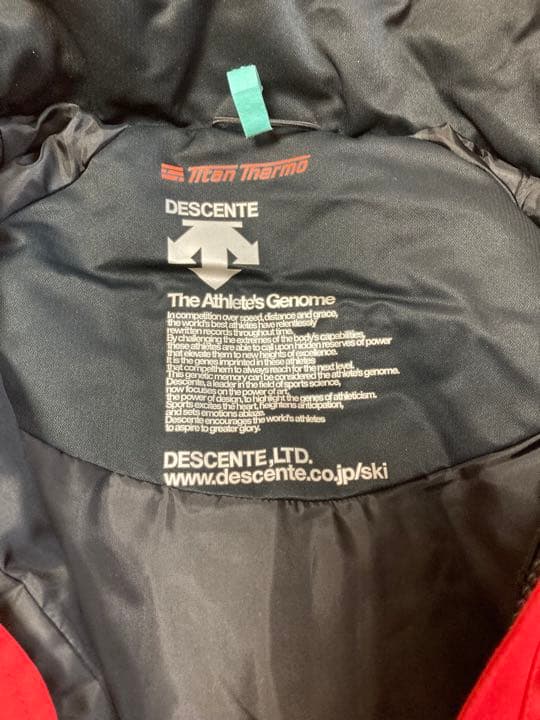 Titan Thermo
DESCENTE
The Athlete's Genome
In competition over speed, distance and grace,
the world's best athletes have relentlessly
rewritten records throughout time.
By challenging the extremes of the body's capabilities,
these athletes are able to call upon hidden reserves of power
that elevate them to new heights of excellence.
It is the genes imprinted in these athletes
that compel them to always reach for the next level.
This genetic memory can be considered the athlete's genome.
Descente, a leader in the field of sports science,
now focuses on the power of art,
the power of design, to highlight the genes of athleticism.
Sports excites the heart, heightens anticipation,
and sets emotions ablaze.
Descente encourages the world's athletes
to aspire to greater glory.
DESCENTE,LTD.
www.descente.co.jp/ski